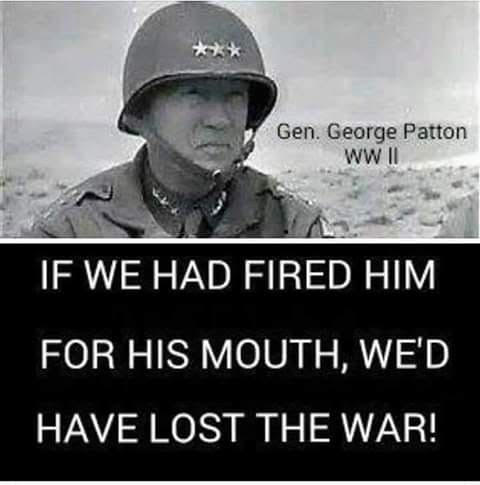 Gen. George Patton
WW II
IF WE HAD FIRED HIM
FOR HIS MOUTH, WE'D
HAVE LOST THE WAR!